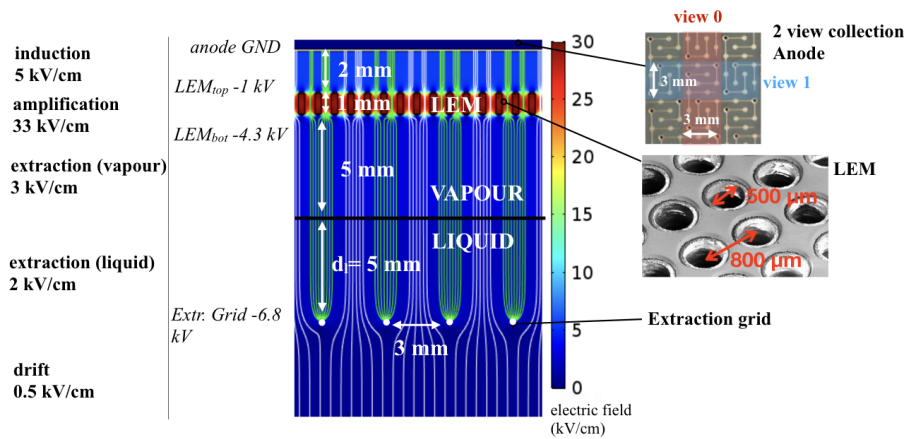 induction
5 kV/cm
amplification
33 kV/cm
extraction (vapour)
3 kV/cm
extraction (liquid)
2 kV/cm
drift
0.5 kV/cm
anode GND
LEMtop -1 kV
LEMbot -4.3 kV
Extr. Grid -6.8
kV
2 mm
1 mm
LEM
5 mm
VAPOUR
LIQUID
dl= 5 mm
3 mm
30
25
20
15
10
5
0
electric field
(kV/cm)
view 0
2 view collection
Anode
view 1
3 mm
3 mm
LEM
500 μm
800 μm
Extraction grid